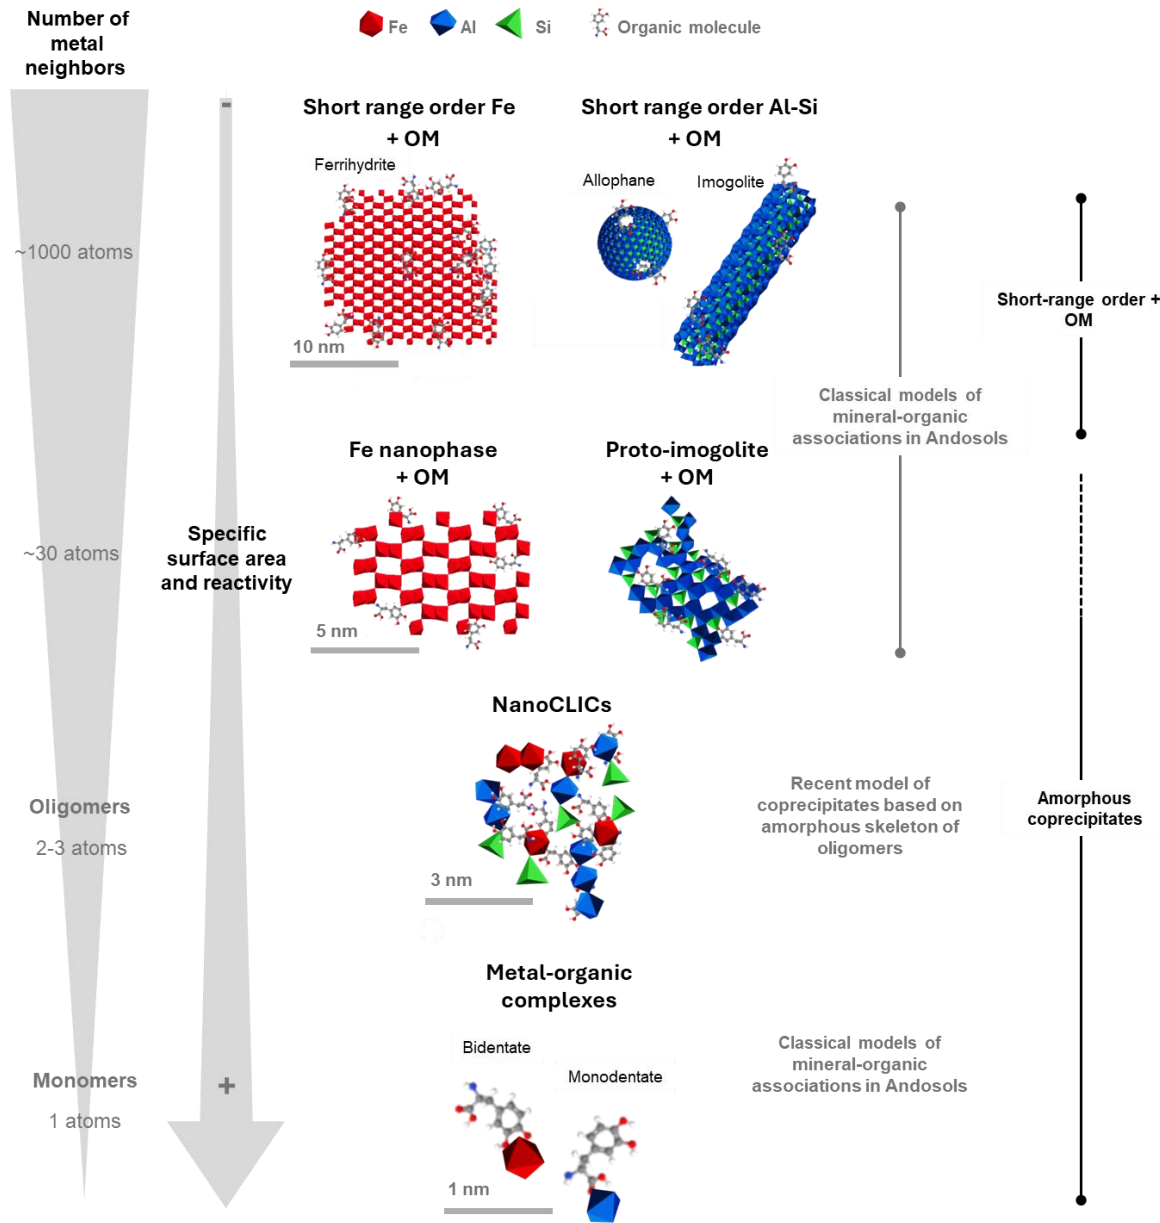 Number of
metal
neighbors
Fe
Al
Si
Organic molecule
-
Short range order Fe
+ OM
Short range order Al-Si
+ OM
Ferrihydrite
Allophane
Imogolite
~1000 atoms
10 nm
Short-range order +
OM
Classical models of
mineral-organic
associations in Andosols
Fe nanophase
+ OM
Proto-imogolite
+ OM
~30 atoms
Specific
surface area
and reactivity
5 nm
NanoCLICs
Oligomers
2-3 atoms
3 nm
Recent model of
coprecipitates based on
amorphous skeleton of
oligomers
Amorphous
coprecipitates
Metal-organic
complexes
Bidentate
Monodentate
Monomers
1 atoms
+
1 nm
Classical models of
mineral-organic
associations in Andosols